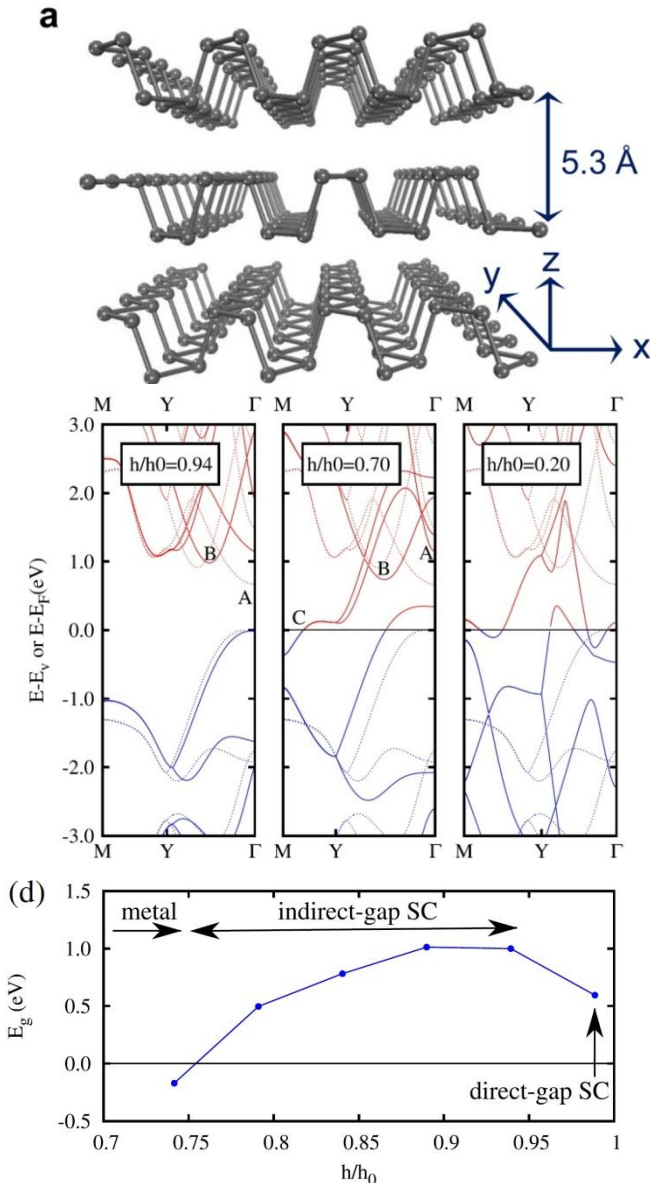 a
5.3 Å
z
y
x
M Y Γ M Y Γ M Y Γ
3.0
h/h0=0.94 h/h0=0.70 h/h0=0.20
2.0
B A
1.0
B
A
C
0.0
-1.0
-2.0
-3.0
E-E_v or E-E_F(eV)
M Y Γ M Y Γ M Y Γ
(d)
1.5
metal indirect-gap SC
1.0
0.5
0.0
direct-gap SC
-0.5
E_g (eV)
0.7 0.75 0.8 0.85 0.9 0.95 1
h/h_0